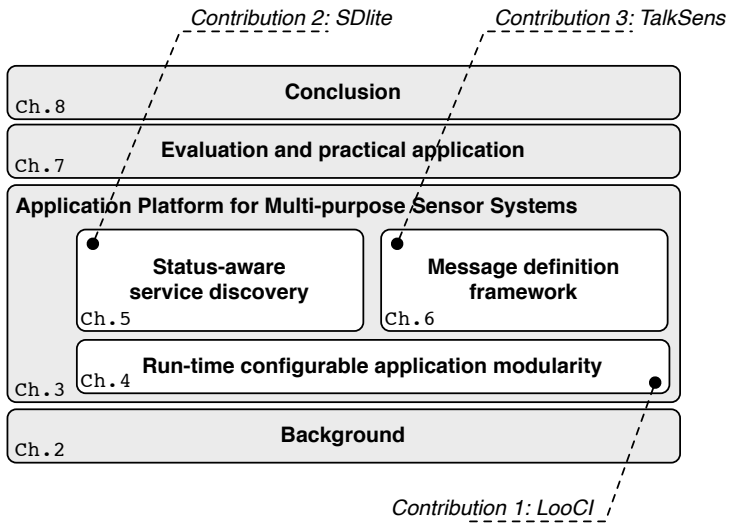 Contribution 2: SDlite
Contribution 3: TalkSens
Conclusion
Ch.8
Evaluation and practical application
Ch.7
Application Platform for Multi-purpose Sensor Systems
Status-aware
service discovery
Ch.5
Message definition
framework
Ch.6
Run-time configurable application modularity
Ch.4
Ch.3
Background
Ch.2
Contribution 1: LooCI